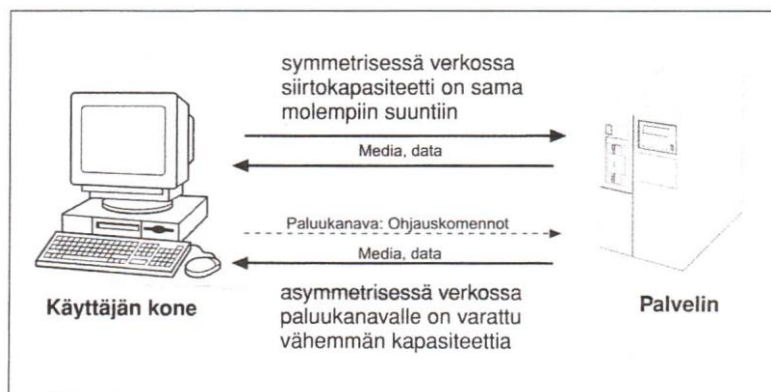 symmetrisessä verkossa
siirtokapasiteetti on sama
molempiin suuntiin
Media, data
Paluukanava: Ohjauskomennot
Media, data
Käyttäjän kone
asymmetrisessä verkossa
paluukanavalle on varattu
vähemmän kapasiteettia
Palvelin